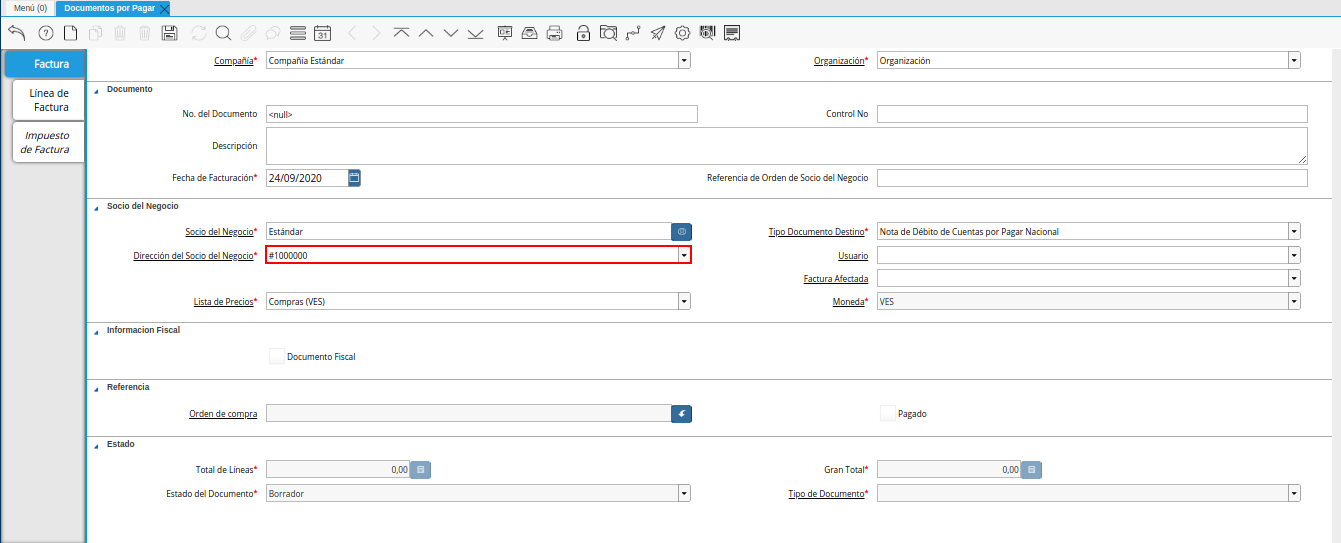 Menú (0) Documentos por Pagar
31
Factura
Línea de
Factura
Impuesto
de Factura
Compañía* Compañía Estándar Organización* Organización
Documento
No. del Documento <null> Control No
Descripción
Fecha de Facturación* 24/09/2020 Referencia de Orden de Socio del Negocio
Socio del Negocio
Socio del Negocio* Estándar Tipo Documento Destino* Nota de Débito de Cuentas por Pagar Nacional
Dirección del Socio del Negocio* #1000000 Usuario
Factura Afectada
Lista de Precios* Compras (VES) Moneda* VES
Informacion Fiscal
Documento Fiscal
Referencia
Orden de compra Pagado
Estado
Total de Líneas* 0,00 Gran Total* 0,00
Estado del Documento* Borrador Tipo de Documento*